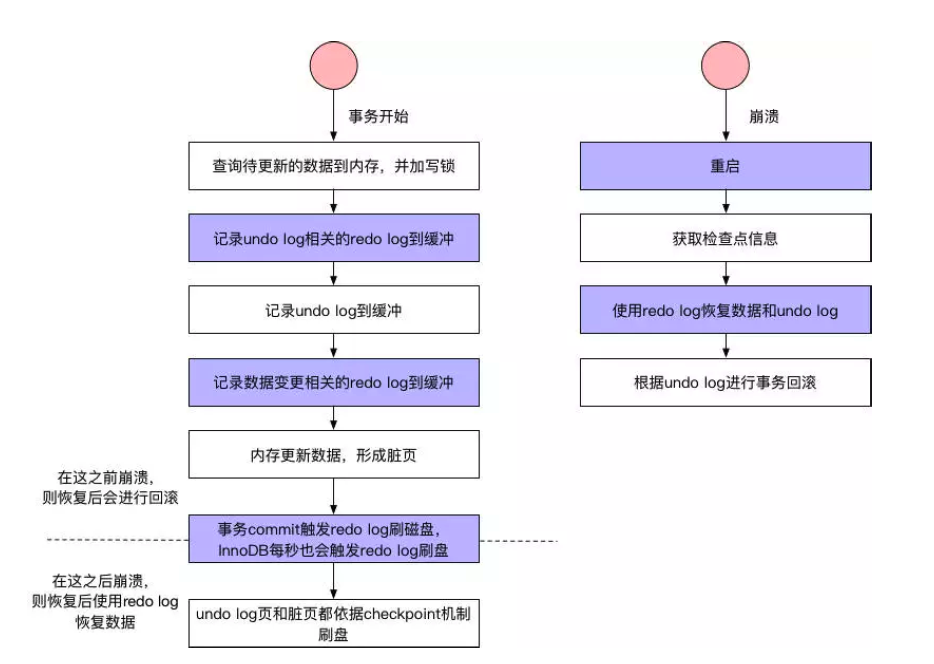 事务开始
查询待更新的数据到内存，并加写锁
记录undo log相关的redo log到缓冲
记录undo log到缓冲
记录数据变更相关的redo log到缓冲
内存更新数据，形成脏页
在这之前崩溃，
则恢复后会进行回滚
事务commit触发redo log刷磁盘，
InnoDB每秒也会触发redo log刷盘
在这之后崩溃，
则恢复后使用redo log
恢复数据
undo log页和脏页都依据checkpoint机制
刷盘
崩溃
重启
获取检查点信息
使用redo log恢复数据和undo log
根据undo log进行事务回滚